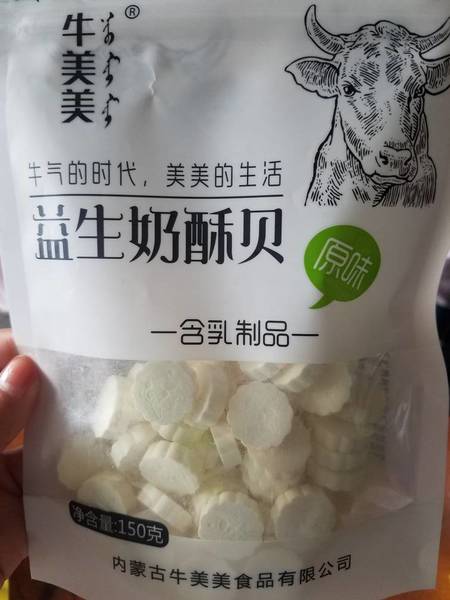 牛美美®
牛气的时代，美美的生活
益生奶酥贝
原味
—含乳制品—
净含量:150克
内蒙古牛美美食品有限公司